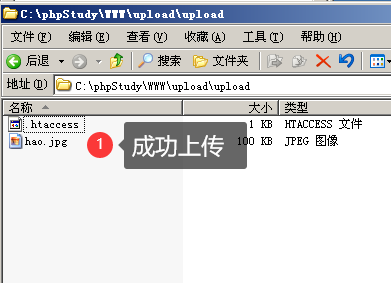 C:\phpStudy\WWW\upload\upload
文件(F) 编辑(E) 查看(V) 收藏(A) 工具(T) 帮助(H)
后退 搜索 文件夹
地址(D) C:\phpStudy\WWW\upload\upload
名称 大小 类型
.htaccess 1 KB HTACCESS 文件
hao.jpg 100 KB JPEG 图像
1 成功上传